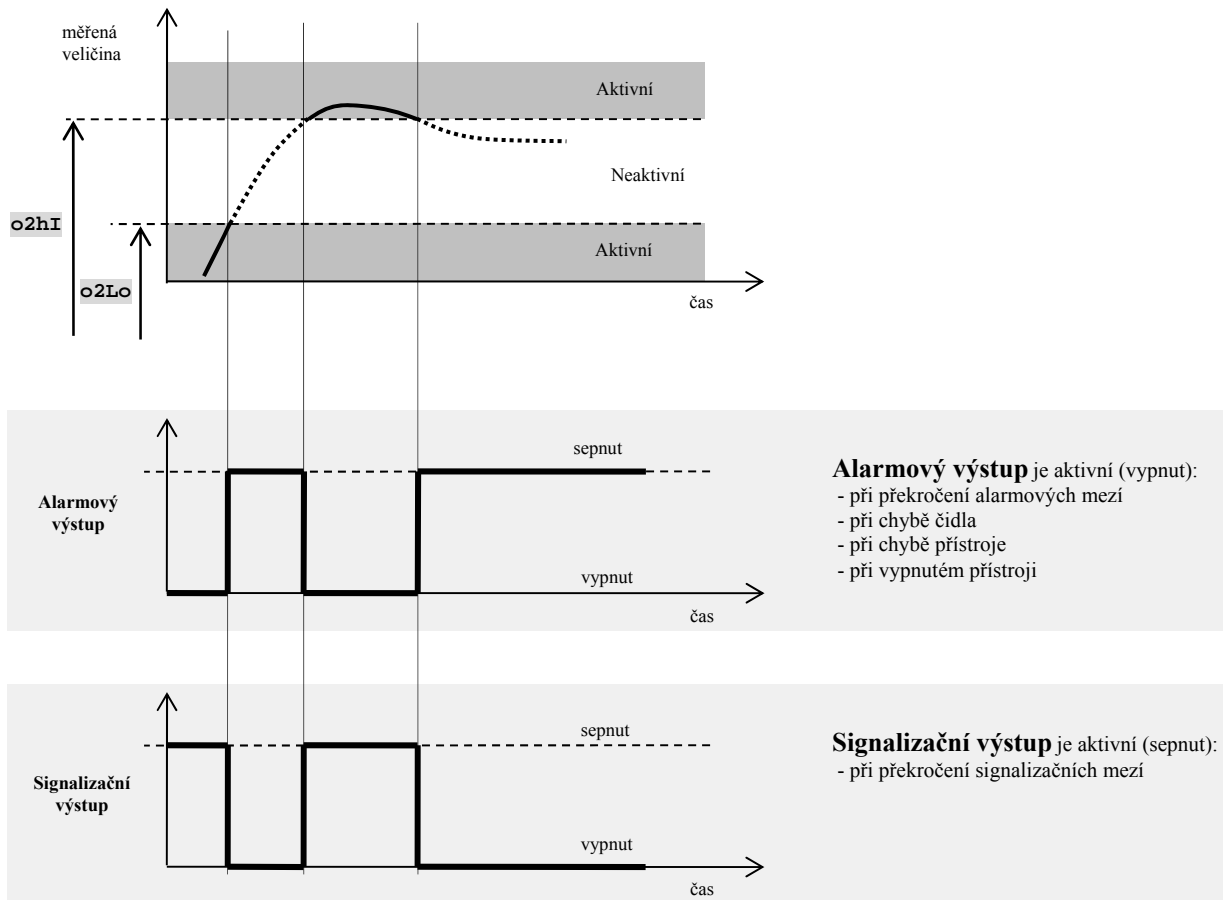 měřená
veličina
Aktivní
Neaktivní
o2hI
Aktivní
o2Lo
čas
sepnut
Alarmový
výstup
vypnut
čas
Alarmový výstup je aktivní (vypnut):
- při překročení alarmových mezí
- při chybě čidla
- při chybě přístroje
- při vypnutém přístroji
sepnut
Signalizační
výstup
vypnut
čas
Signalizační výstup je aktivní (sepnut):
- při překročení signalizačních mezí